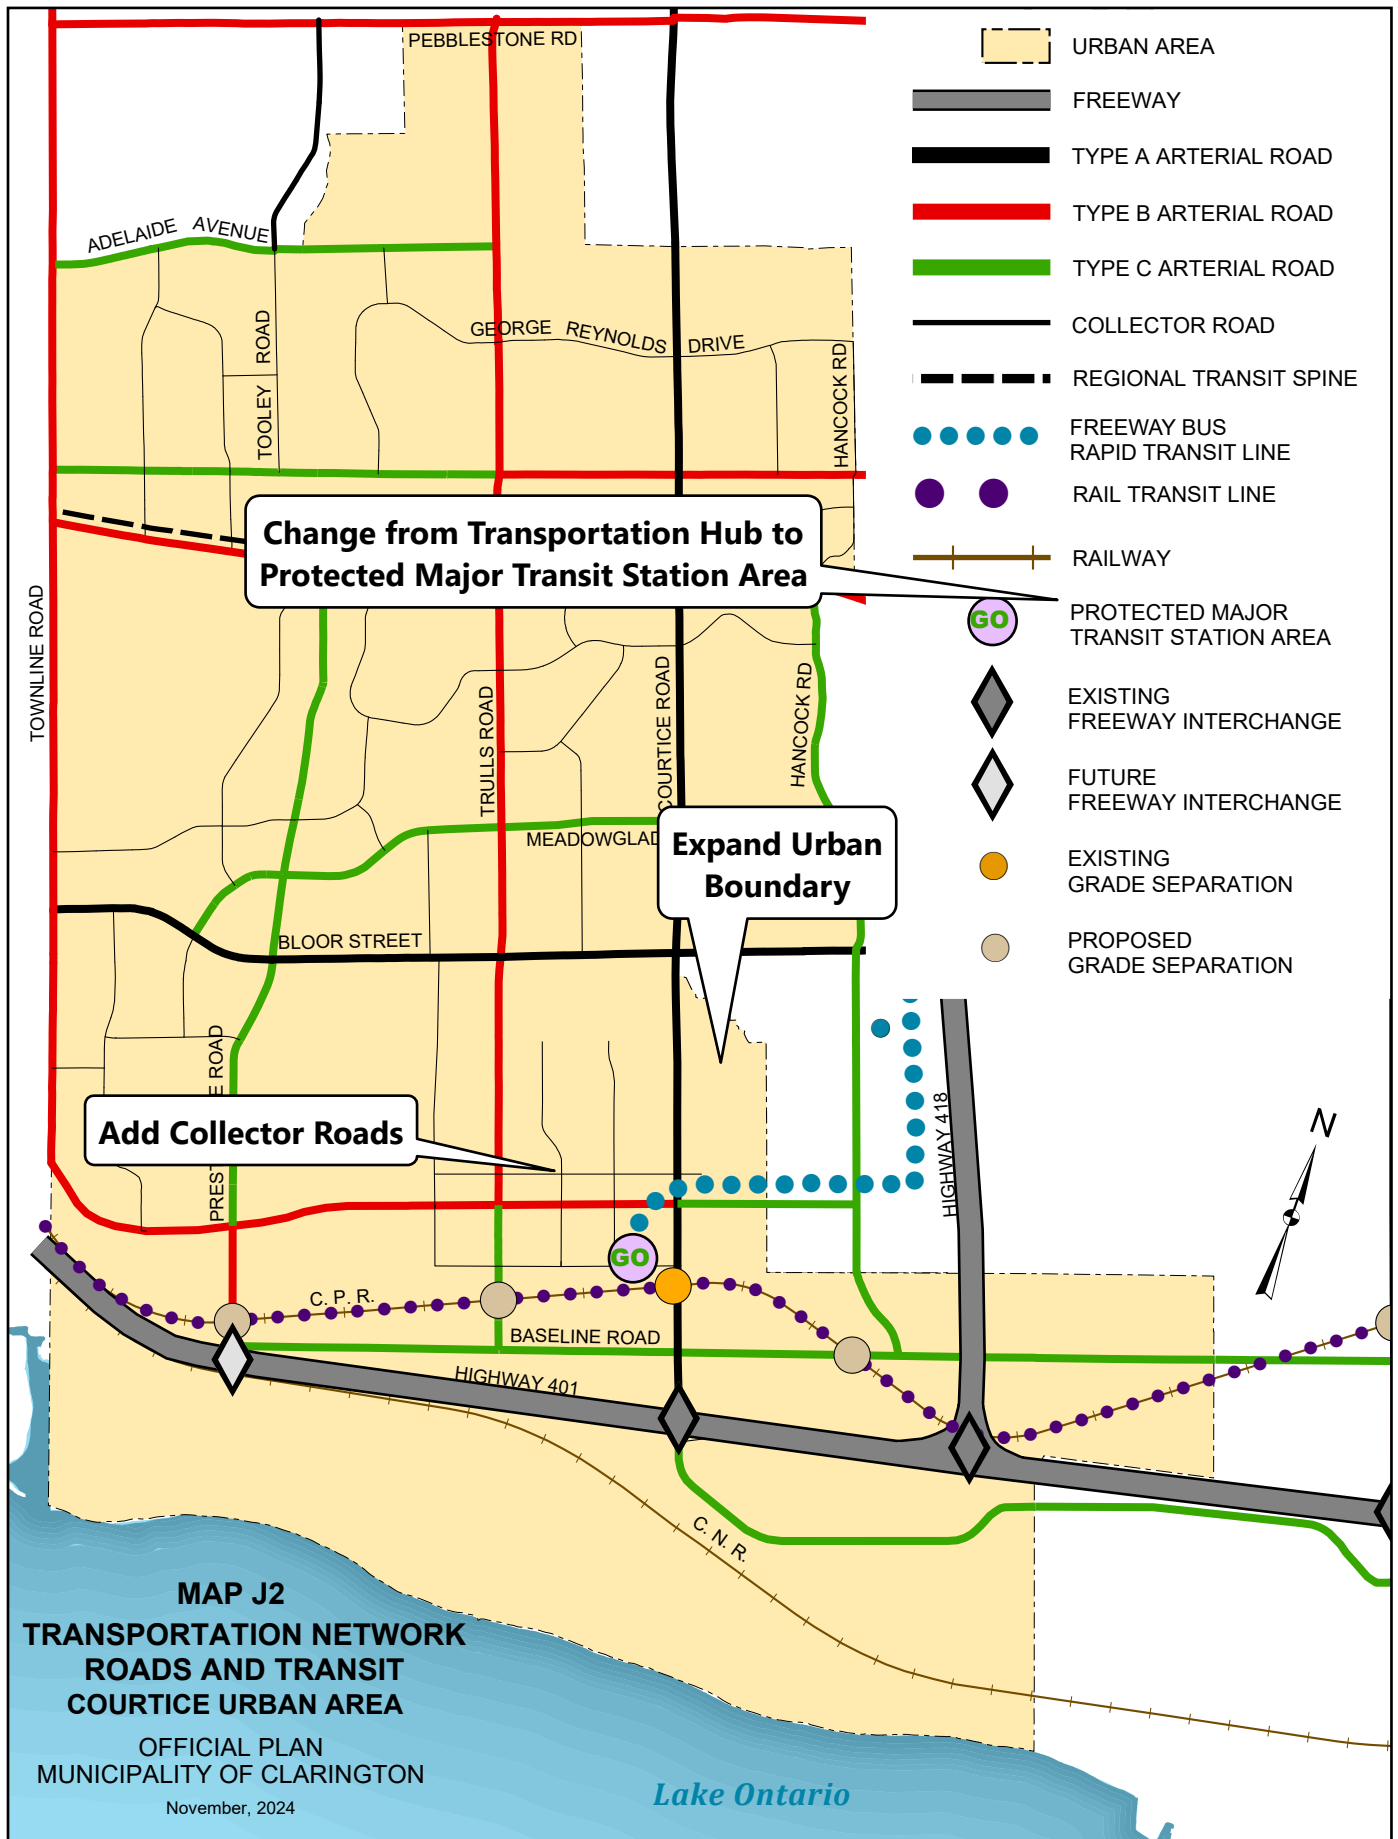 PEBBLESTONE RD
URBAN AREA
FREEWAY
TYPE A ARTERIAL ROAD
TYPE B ARTERIAL ROAD
TYPE C ARTERIAL ROAD
COLLECTOR ROAD
REGIONAL TRANSIT SPINE
FREEWAY BUS
RAPID TRANSIT LINE
RAIL TRANSIT LINE
RAILWAY
GO
PROTECTED MAJOR
TRANSIT STATION AREA
EXISTING
FREEWAY INTERCHANGE
FUTURE
FREEWAY INTERCHANGE
EXISTING
GRADE SEPARATION
PROPOSED
GRADE SEPARATION
ADELAIDE AVENUE
TOOLEY ROAD
GEORGE REYNOLDS DRIVE
HANCOCK RD
Change from Transportation Hub to
Protected Major Transit Station Area
TOWNLINE ROAD
TRULLS ROAD
COURTICE ROAD
HANCOCK RD
MEADOWGLAD
Expand Urban
Boundary
BLOOR STREET
PREST
E ROAD
Add Collector Roads
HIGHWAY 418
N
GO
C. P. R.
BASELINE ROAD
HIGHWAY 401
C. N. R.
MAP J2
TRANSPORTATION NETWORK
ROADS AND TRANSIT
COURTICE URBAN AREA
OFFICIAL PLAN
MUNICIPALITY OF CLARINGTON
November, 2024
Lake Ontario